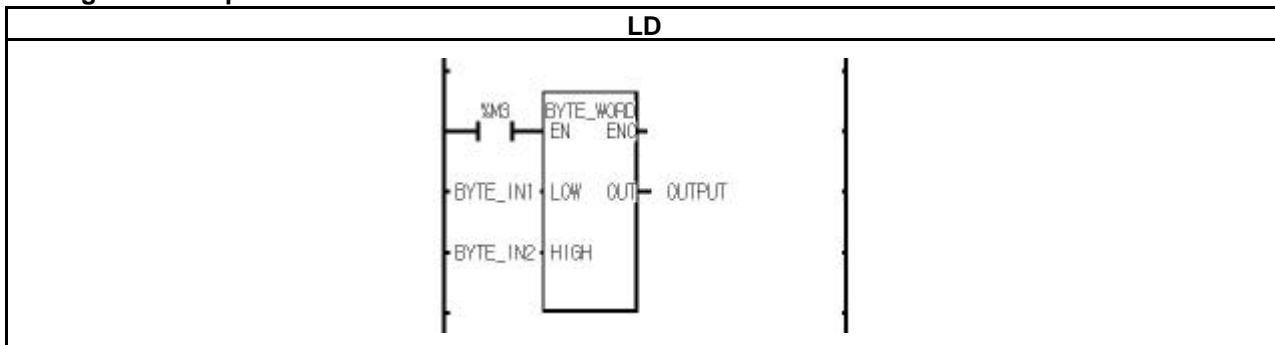 LD
%M3 BYTE_WORD
EN ENO
BYTE_IN1 LOW OUT OUTPUT
BYTE_IN2 HIGH